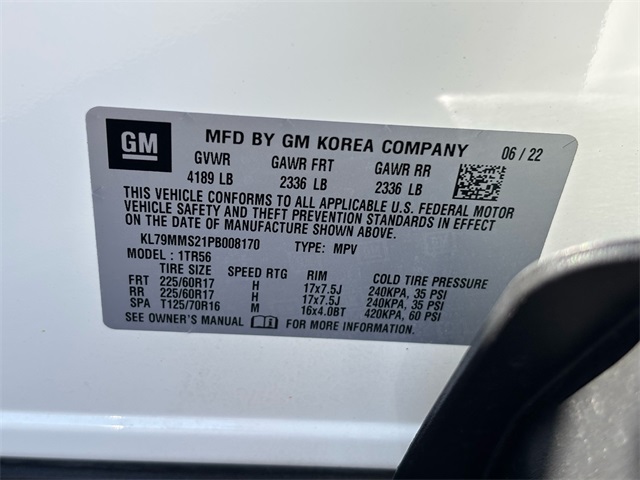 GM MFD BY GM KOREA COMPANY 06 / 22
GVWR GAWR FRT GAWR RR
4189 LB 2336 LB 2336 LB
THIS VEHICLE CONFORMS TO ALL APPLICABLE U.S. FEDERAL MOTOR
VEHICLE SAFETY AND THEFT PREVENTION STANDARDS IN EFFECT
ON THE DATE OF MANUFACTURE SHOWN ABOVE.
KL79MMS21PB008170 TYPE: MPV
MODEL : 1TR56
TIRE SIZE SPEED RTG RIM COLD TIRE PRESSURE
FRT 225/60R17 H 17x7.5J 240KPA, 35 PSI
RR 225/60R17 H 17x7.5J 240KPA, 35 PSI
SPA T125/70R16 M 16x4.0BT 420KPA, 60 PSI
SEE OWNER'S MANUAL FOR MORE INFORMATION.